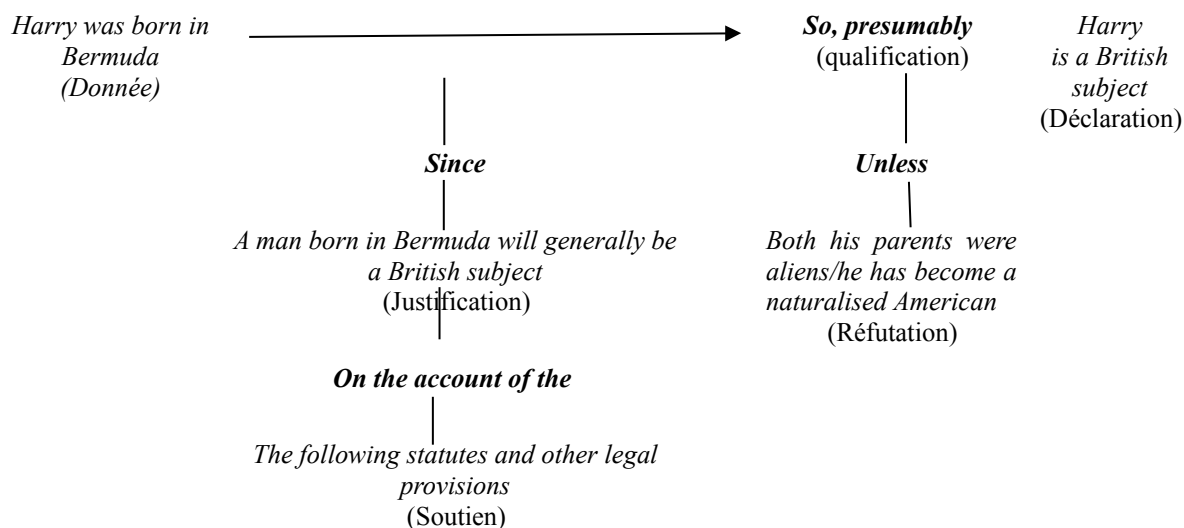 Harry was born in
Bermuda
(Donnée)
So, presumably
(qualification)
Harry
is a British
subject
(Déclaration)
Since
Unless
A man born in Bermuda will generally be
a British subject
(Justification)
Both his parents were
aliens/he has become a
naturalised American
(Réfutation)
On the account of the
The following statutes and other legal
provisions
(Soutien)